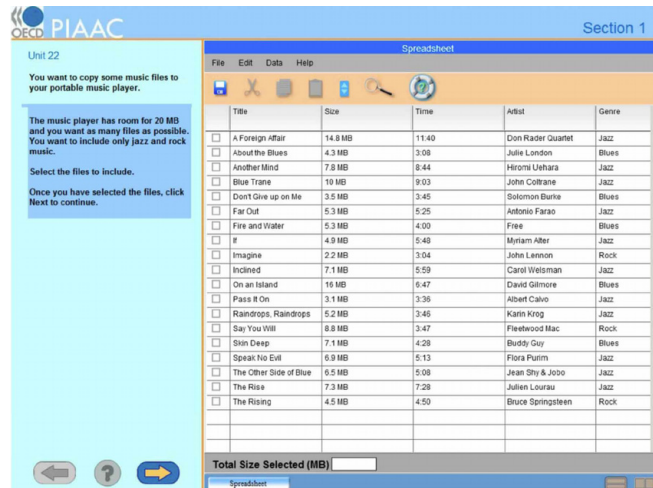 OECD PIAAC
Section 1
Unit 22
You want to copy some music files to
your portable music player.
The music player has room for 20 MB
and you want as many files as possible.
You want to include only jazz and rock
music.
Select the files to include.
Once you have selected the files, click
Next to continue.
Spreadsheet
File Edit Data Help
Title Size Time Artist Genre
A Foreign Affair 14.8 MB 11:40 Don Rader Quartet Jazz
About the Blues 4.3 MB 3:08 Julie London Blues
Another Mind 7.8 MB 8:44 Hiromi Uehara Jazz
Blue Trane 10 MB 9:03 John Coltrane Jazz
Don't Give up on Me 3.5 MB 3:45 Solomon Burke Blues
Far Out 5.3 MB 5:25 Antonio Farao Jazz
Fire and Water 5.3 MB 4:00 Free Blues
If 4.9 MB 5:48 Myriam Alter Jazz
Imagine 2.2 MB 3:04 John Lennon Rock
Inclined 7.1 MB 5:59 Carol Welsman Jazz
On an Island 16 MB 6:47 David Gilmore Blues
Pass It On 3.1 MB 3:36 Albert Calvo Jazz
Raindrops, Raindrops 5.2 MB 3:46 Karin Krog Jazz
Say You Will 8.8 MB 3:47 Fleetwood Mac Rock
Skin Deep 7.1 MB 4:28 Buddy Guy Blues
Speak No Evil 6.9 MB 5:13 Flora Purim Jazz
The Other Side of Blue 6.5 MB 5:08 Jean Shy & Jobo Jazz
The Rise 7.3 MB 7:28 Julien Lourau Jazz
The Rising 4.5 MB 4:50 Bruce Springsteen Rock
Total Size Selected (MB)
Spreadsheet